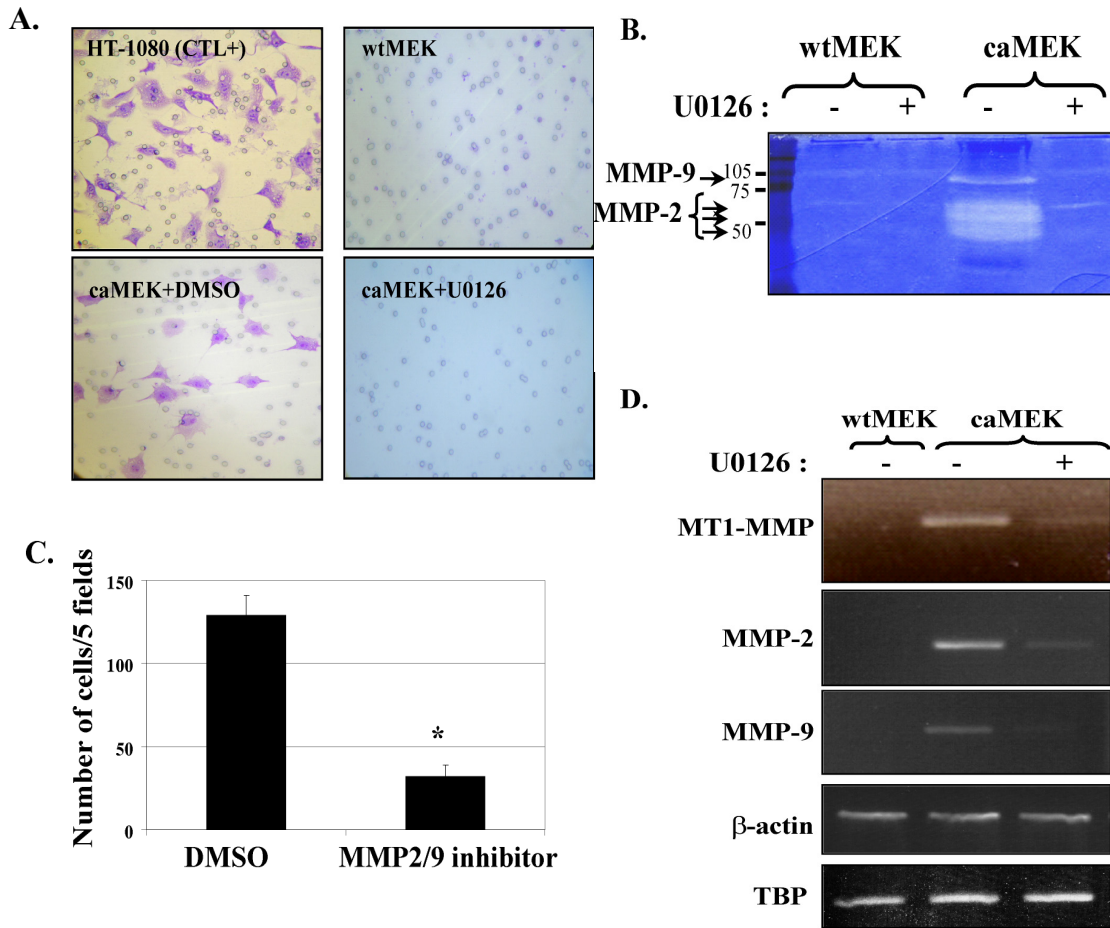 A.
HT-1080 (CTL+)
wtMEK
caMEK+DMSO
caMEK+U0126
B.
wtMEK caMEK
U0126 : - + - +
MMP-9 105
75
MMP-2
50
C.
Number of cells/5 fields
150
100
50
0
*
DMSO MMP2/9 inhibitor
D.
wtMEK caMEK
U0126 : - - +
MT1-MMP
MMP-2
MMP-9
β-actin
TBP